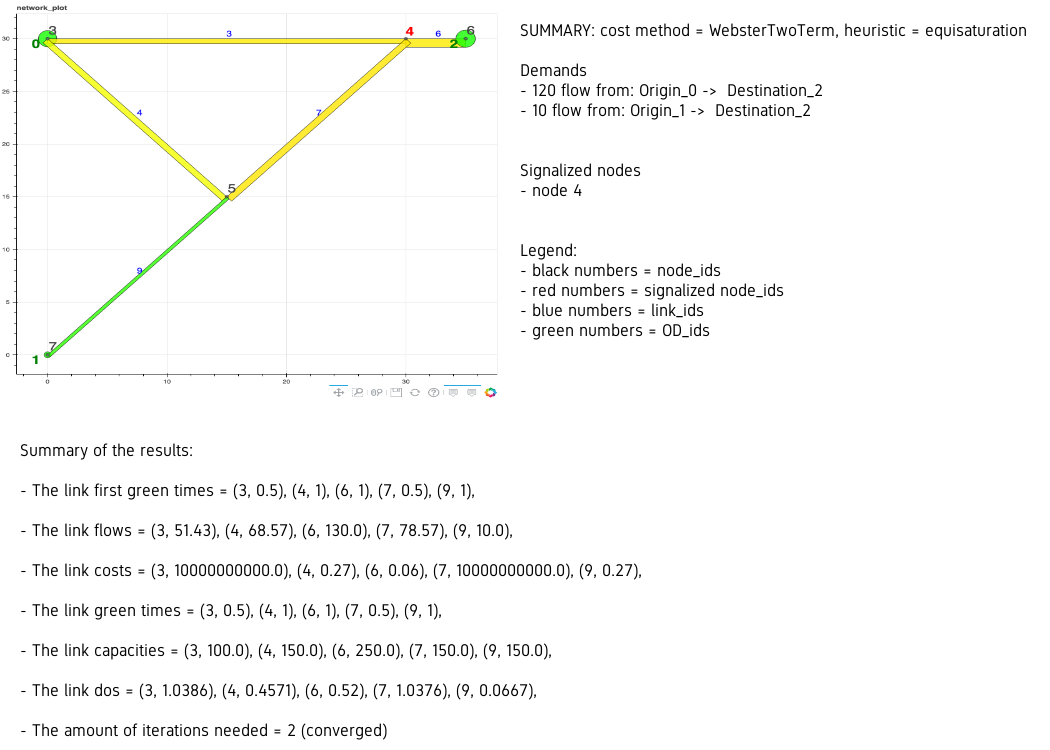 network_plot
3
6
0
3
4
6
2
4
7
5
9
7
1
30
25
20
15
10
5
0
0
10
20
30
SUMMARY: cost method = WebsterTwoTerm, heuristic = equisaturation
Demands
- 120 flow from: Origin_0 -> Destination_2
- 10 flow from: Origin_1 -> Destination_2
Signalized nodes
- node 4
Legend:
- black numbers = node_ids
- red numbers = signalized node_ids
- blue numbers = link_ids
- green numbers = OD_ids
Summary of the results:
- The link first green times = (3, 0.5), (4, 1), (6, 1), (7, 0.5), (9, 1),
- The link flows = (3, 51.43), (4, 68.57), (6, 130.0), (7, 78.57), (9, 10.0),
- The link costs = (3, 10000000000.0), (4, 0.27), (6, 0.06), (7, 10000000000.0), (9, 0.27),
- The link green times = (3, 0.5), (4, 1), (6, 1), (7, 0.5), (9, 1),
- The link capacities = (3, 100.0), (4, 150.0), (6, 250.0), (7, 150.0), (9, 150.0),
- The link dos = (3, 1.0386), (4, 0.4571), (6, 0.52), (7, 1.0376), (9, 0.0667),
- The amount of iterations needed = 2 (converged)